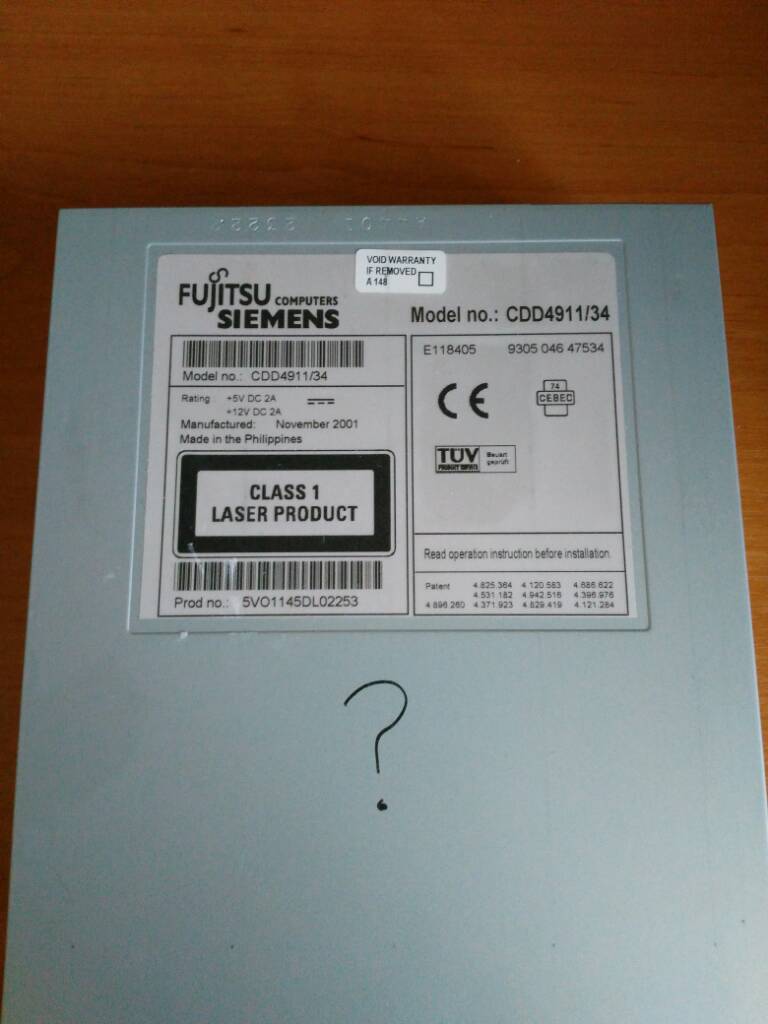 VOID WARRANTY
IF REMOVED
A 148
FUJITSU COMPUTERS
SIEMENS
Model no.: CDD4911/34
Model no.: CDD4911/34
Rating : +5V DC 2A
+12V DC 2A
Manufactured: November 2001
Made in the Philippines
CLASS 1
LASER PRODUCT
Prod no.: 5VO1145DL02253
E118405 9305 046 47534
CE
74
CEBEC
TÜV
PRODUCT SERVICE
Bauart
geprüft
Read operation instruction before installation.
Patent 4.825.364 4.120.583 4.686.622
4.531.182 4.942.516 4.396.976
4.896.260 4.371.923 4.829.419 4.121.284
?